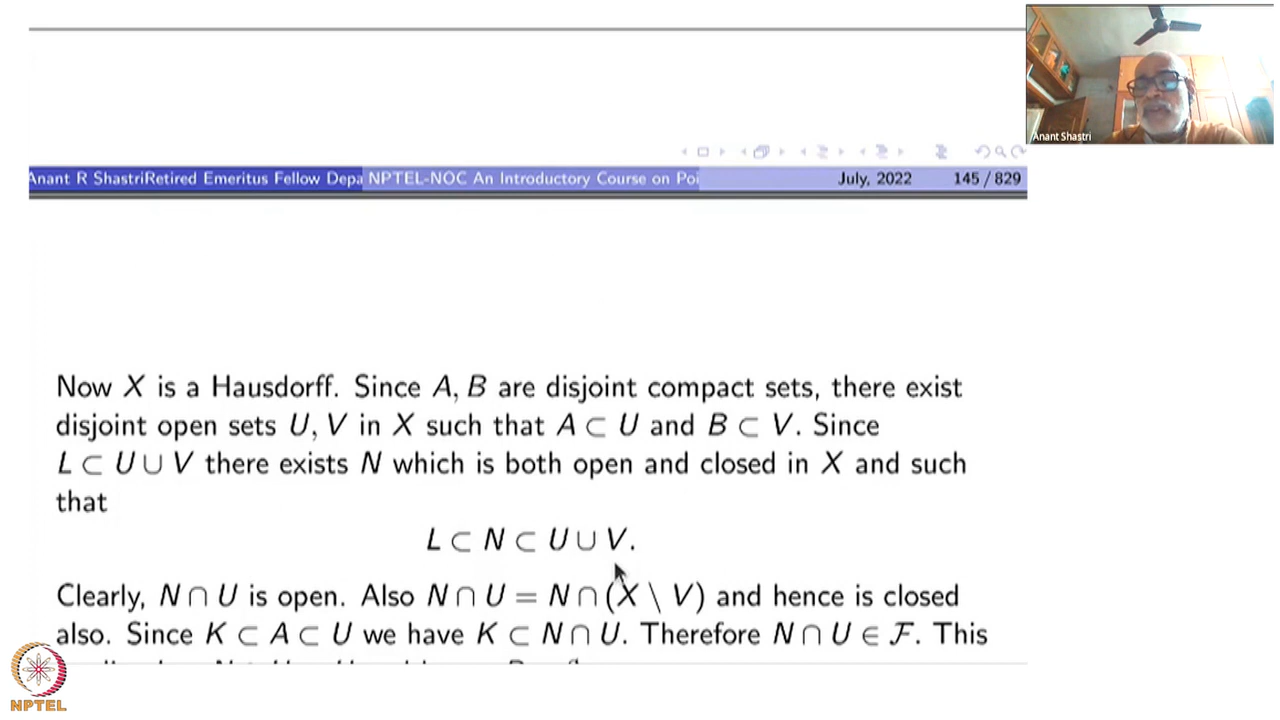 Anant Shastri
Anant R ShastriRetired Emeritus Fellow Depa NPTEL-NOC An Introductory Course on Poi July, 2022 145 / 829
Now X is a Hausdorff. Since A, B are disjoint compact sets, there exist
disjoint open sets U, V in X such that A ⊂ U and B ⊂ V. Since
L ⊂ U ∪ V there exists N which is both open and closed in X and such
that
L ⊂ N ⊂ U ∪ V.
Clearly, N ∩ U is open. Also N ∩ U = N ∩ (X \ V) and hence is closed
also. Since K ⊂ A ⊂ U we have K ⊂ N ∩ U. Therefore N ∩ U ∈ F. This
NPTEL